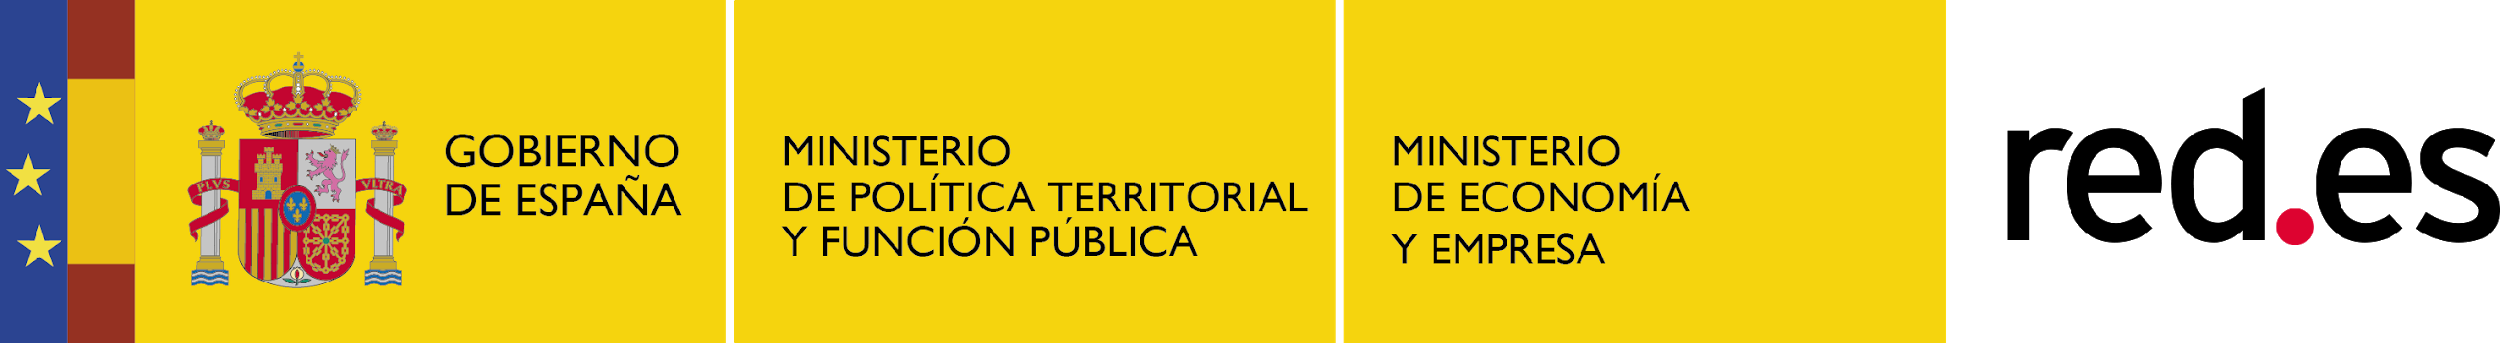 PLVS
VLTRA
GOBIERNO
DE ESPAÑA
MINISTERIO
DE POLÍTICA TERRITORIAL
Y FUNCIÓN PÚBLICA
MINISTERIO
DE ECONOMÍA
Y EMPRESA
red.es